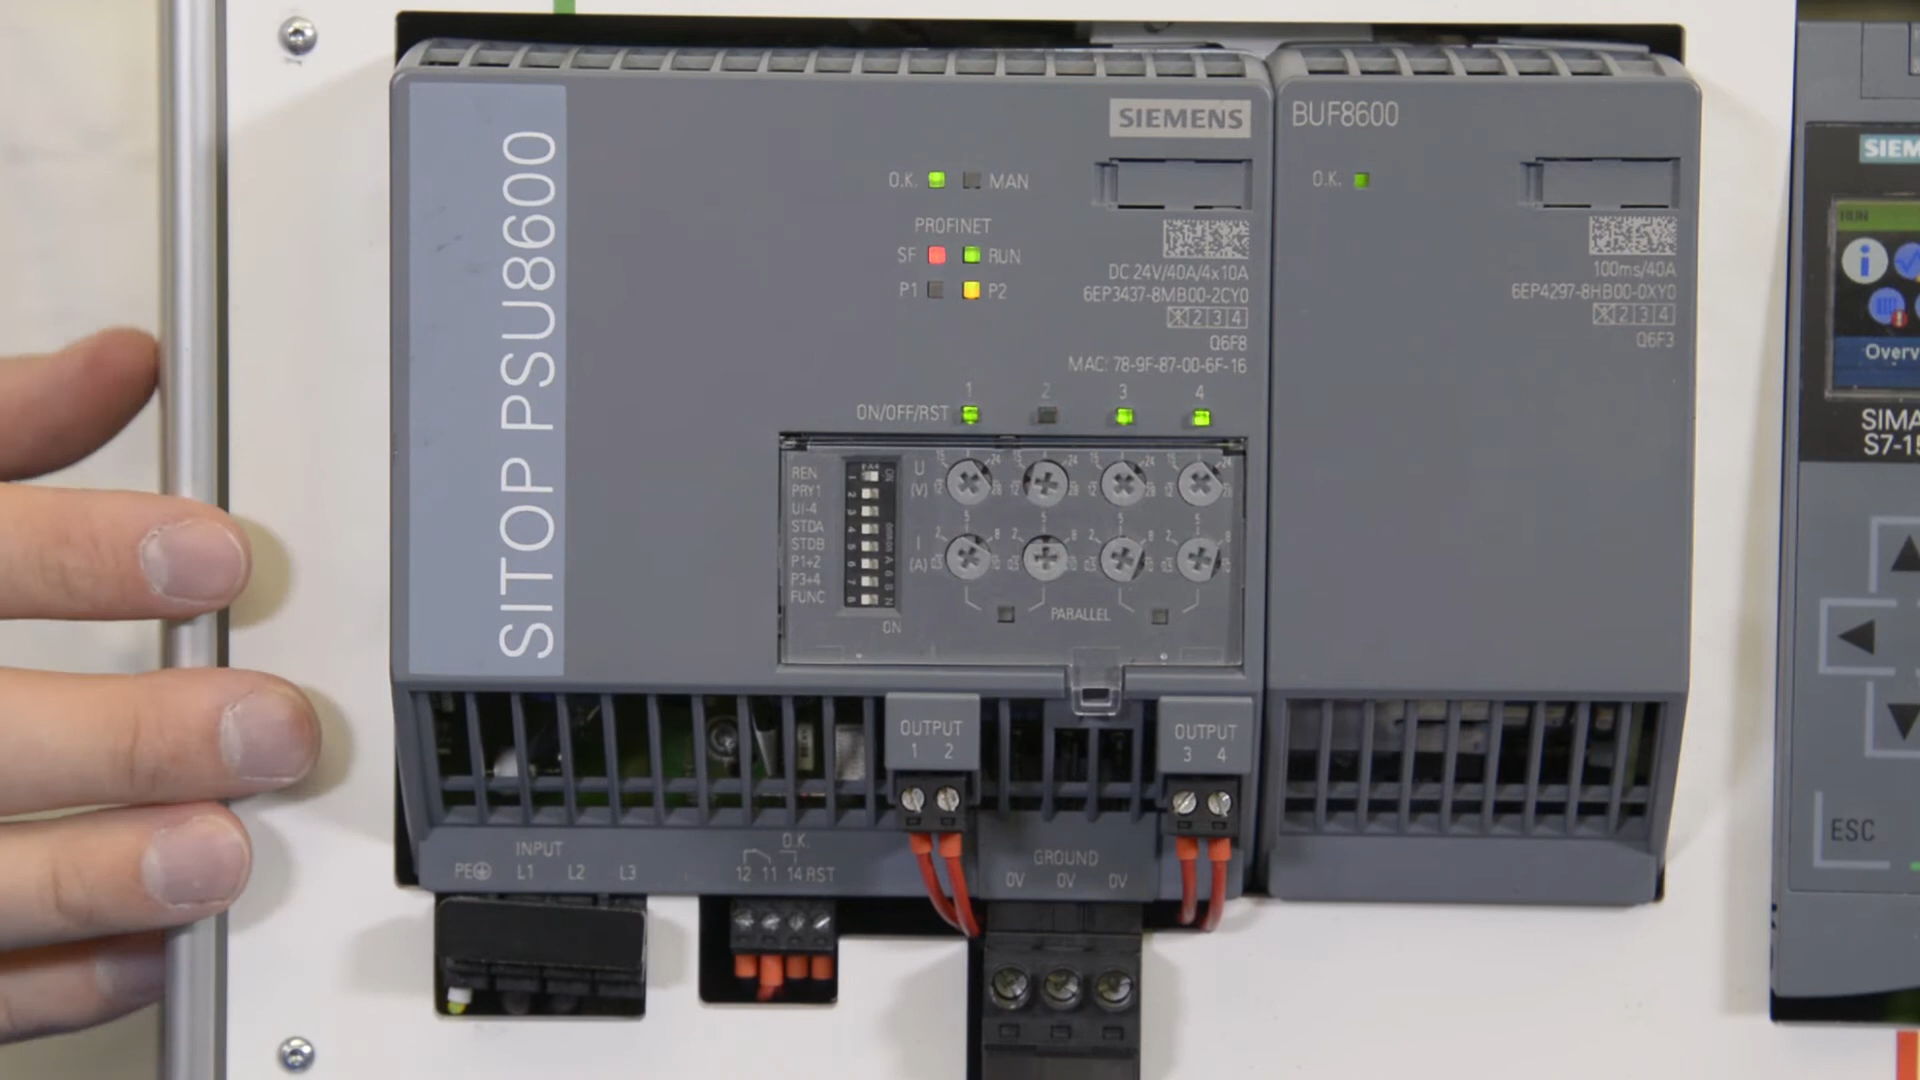 SITOP PSU8600
SIEMENS
O.K. MAN
PROFINET
SF RUN
P1 P2
DC 24V/40A/4x10A
6EP3437-8MB00-2CY0
X 2 3 4
Q6F8
MAC: 78-9F-87-00-6F-16
1 2 3 4
ON/OFF/RST
REN
PRY1
UI-4
STDA
STDB
P1+2
P3+4
FUNC
ON
U
(V)
I
(A)
PARALLEL
OUTPUT
1 2
OUTPUT
3 4
INPUT
PE L1 L2 L3
O.K.
12 11 14 RST
GROUND
0V 0V 0V
BUF8600
O.K.
100ms/40A
6EP4297-8HB00-0XY0
X 2 3 4
Q6F3
SIEM
RUN
Overv
SIMA
S7-15
ESC